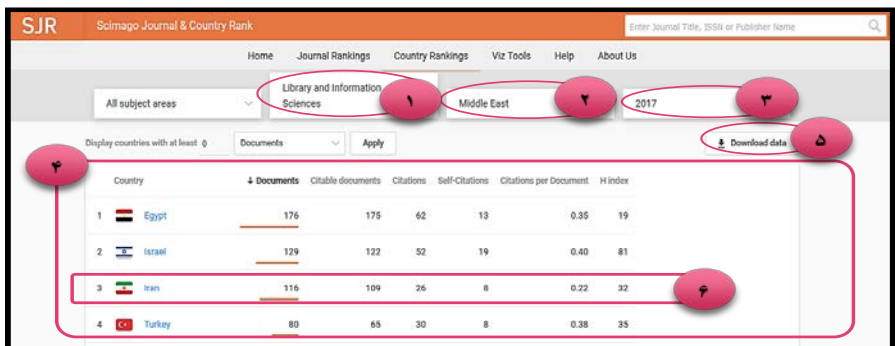 SJR Scimago Journal & Country Rank Enter Journal Title, ISSN or Publisher Name
Home Journal Rankings Country Rankings Viz Tools Help About Us
All subject areas
Library and Information
Sciences
۱
Middle East
۲
2017
۳
Display countries with at least 0 Documents Apply
Download data
۵
۴
Country ↓ Documents Citable documents Citations Self-Citations Citations per Document H index
1 Egypt 176 175 62 13 0.35 19
2 Israel 129 122 52 19 0.40 81
3 Iran 116 109 26 8 0.22 32
۶
4 Turkey 80 65 30 8 0.38 35